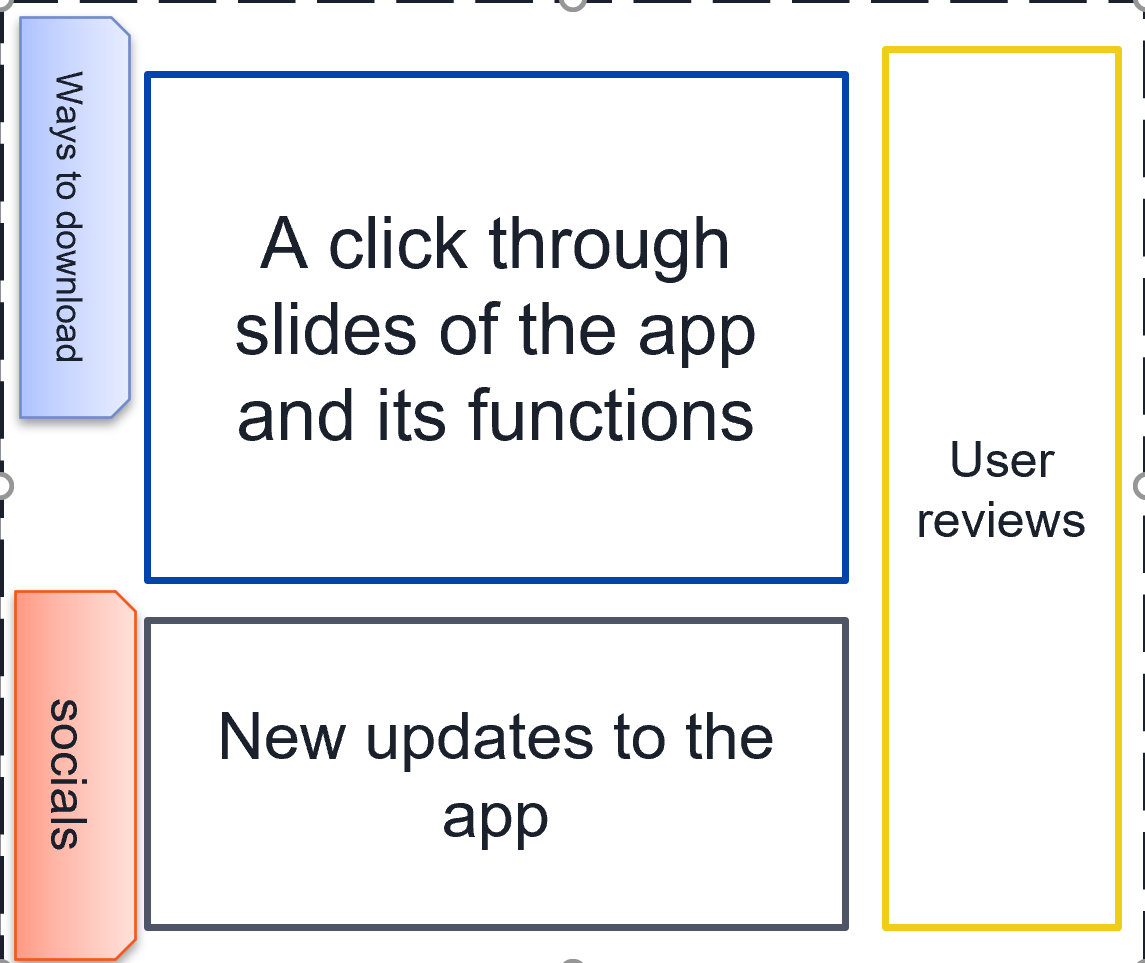 Ways to download
A click through
slides of the app
and its functions
User
reviews
socials
New updates to the
app